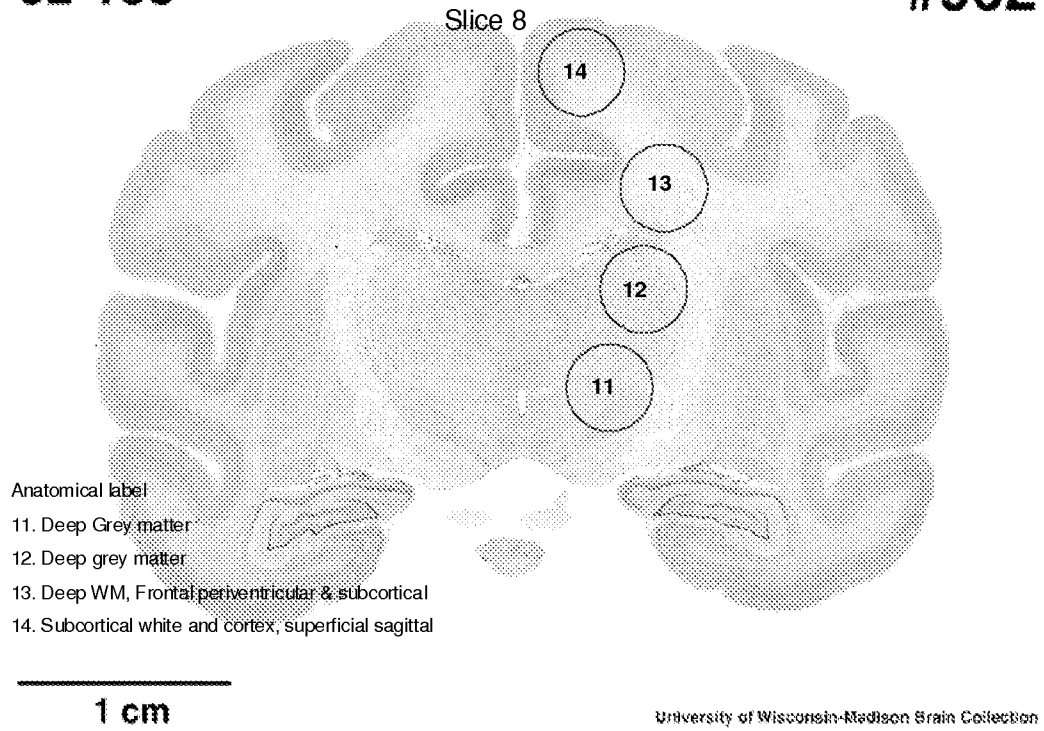 Slice 8
14
13
12
11
Anatomical label
11. Deep Grey matter
12. Deep grey matter
13. Deep WM, Frontal periventricular & subcortical
14. Subcortical white and cortex, superficial sagittal
1 cm
University of Wisconsin-Madison Brain Collection